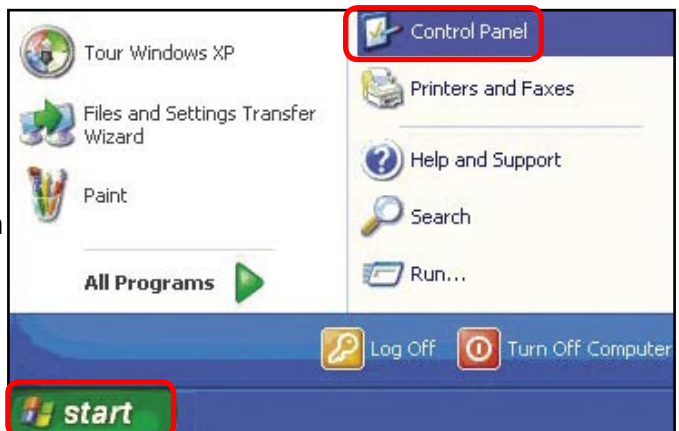 Tour Windows XP
Files and Settings Transfer
Wizard
Paint
All Programs
Control Panel
Printers and Faxes
Help and Support
Search
Run...
Log Off
Turn Off Computer
start